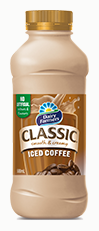 Dairy
Farmers
CLASSIC
smooth & creamy
ICED COFFEE